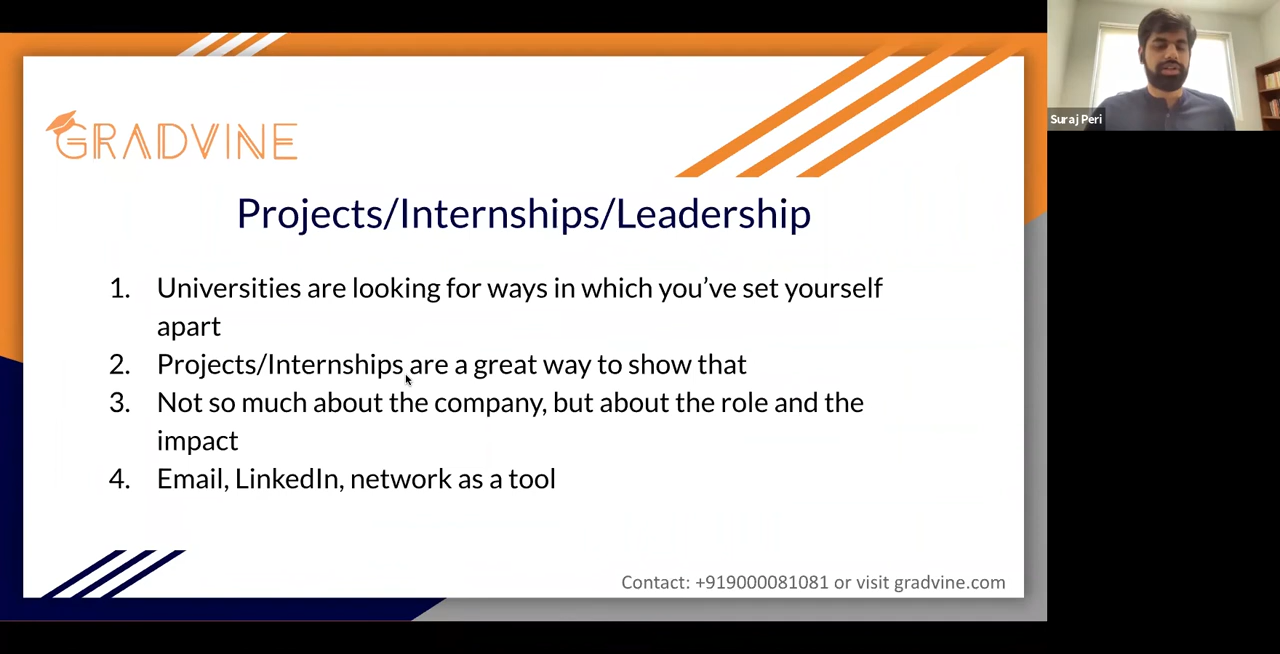 GRADVINE
Suraj Peri
Projects/Internships/Leadership
1. Universities are looking for ways in which you’ve set yourself
apart
2. Projects/Internships are a great way to show that
3. Not so much about the company, but about the role and the
impact
4. Email, LinkedIn, network as a tool
Contact: +919000081081 or visit gradvine.com